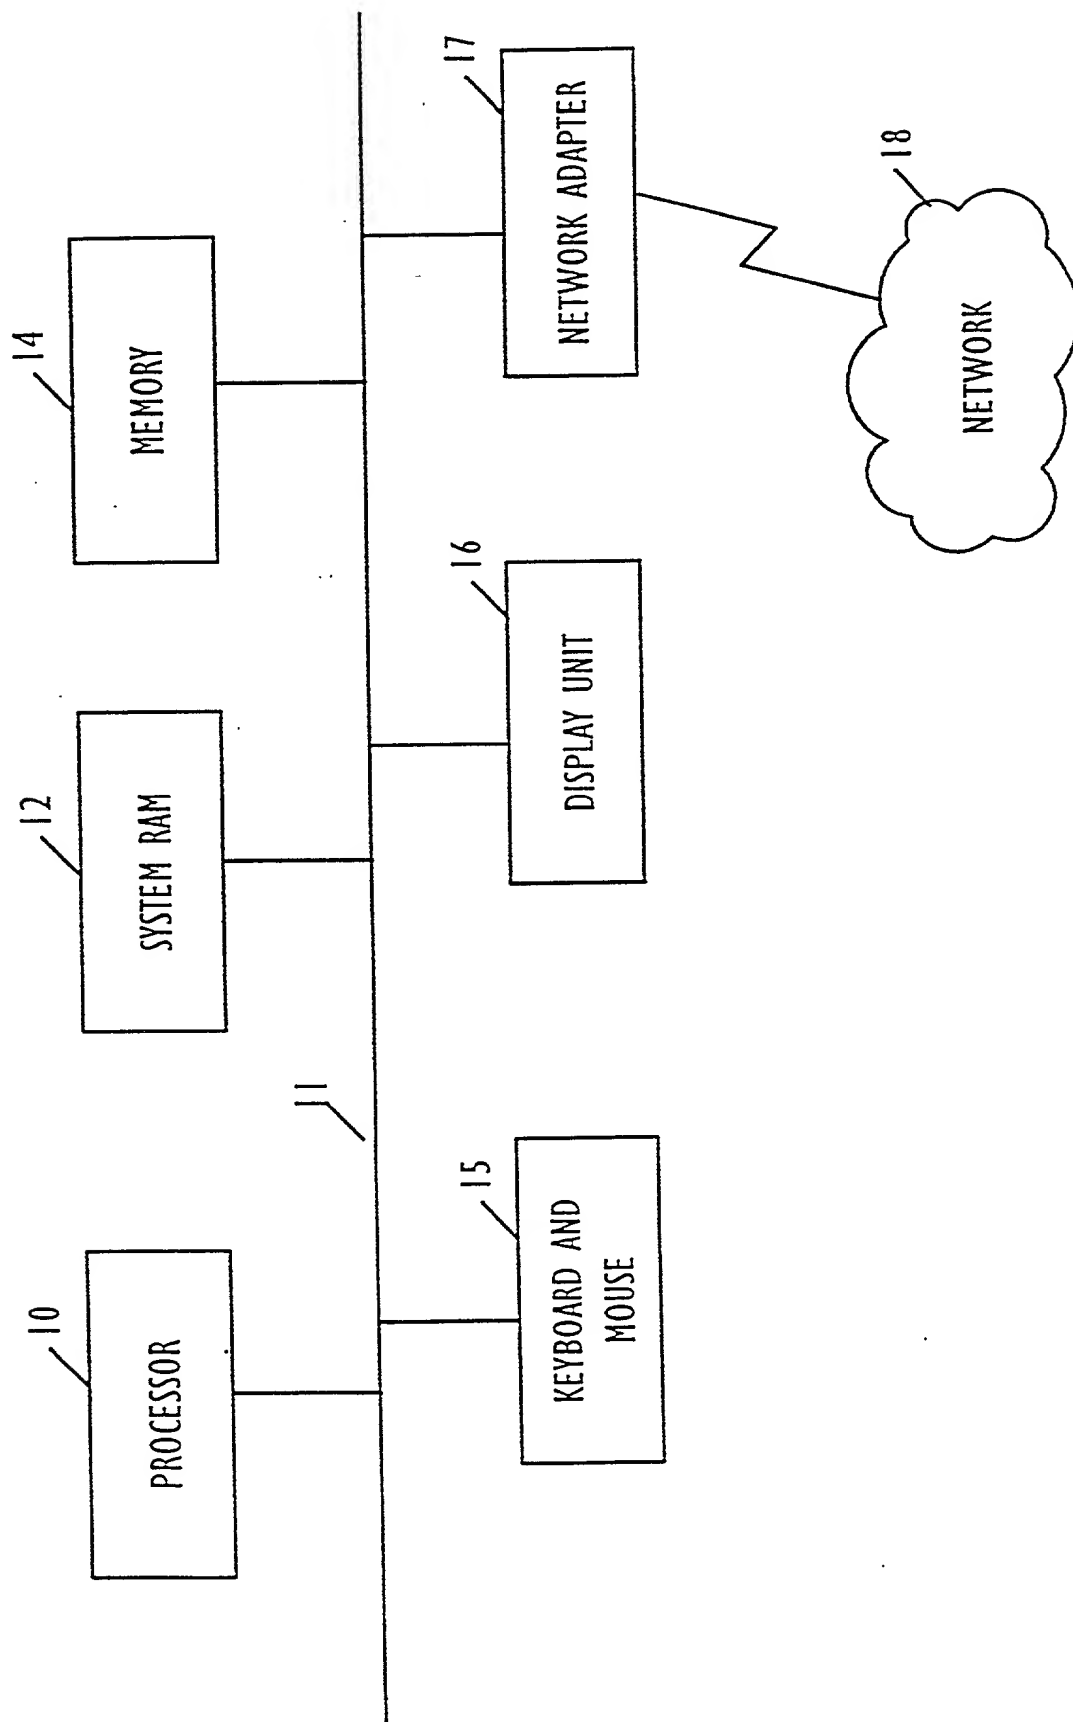 10
PROCESSOR
12
SYSTEM RAM
14
MEMORY
11
15
KEYBOARD AND
MOUSE
16
DISPLAY UNIT
17
NETWORK ADAPTER
18
NETWORK